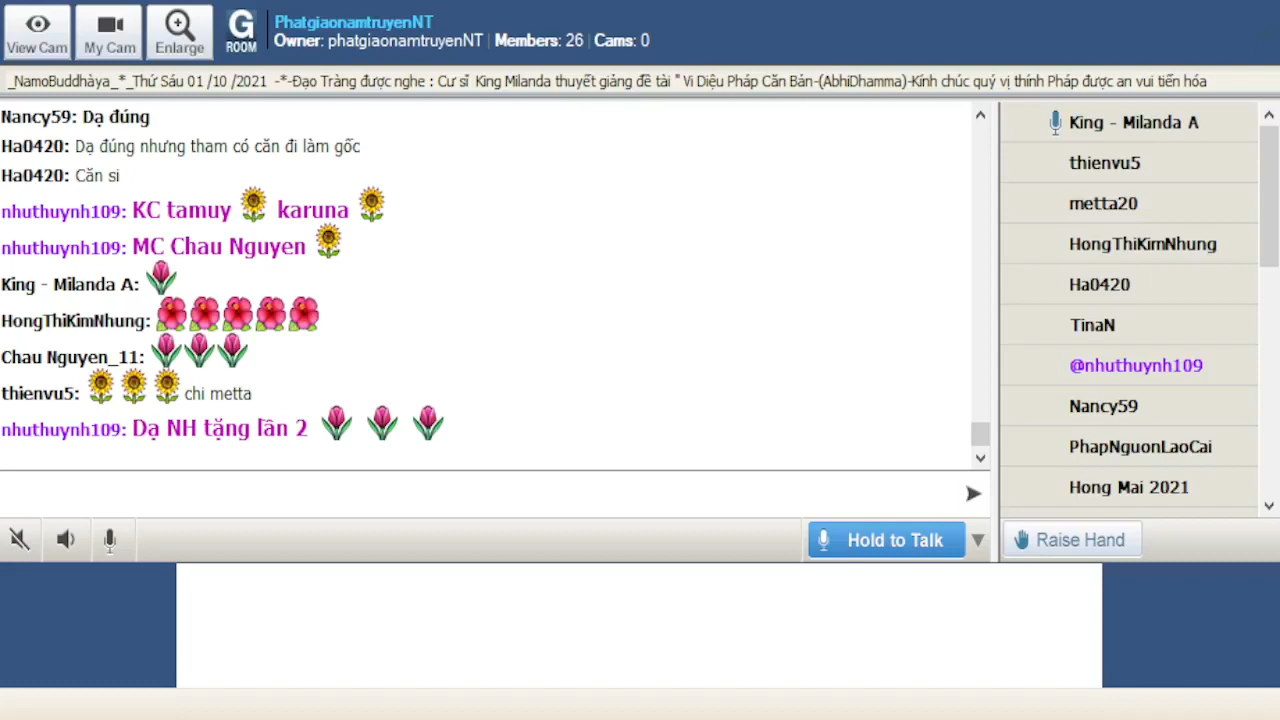 View Cam
My Cam
Enlarge
G
ROOM
PhatgiaonamtruyenNT
Owner: phatgiaonamtruyenNT | Members: 26 | Cams: 0
_NamoBuddhàya_*_Thứ Sáu 01 /10 /2021 -*-Đạo Tràng được nghe : Cư sĩ King Milanda thuyết giảng đề tài " Vi Diệu Pháp Căn Bản-(AbhiDhamma)-Kính chúc quý vị thính Pháp được an vui tiến hóa
Nancy59: Dạ đúng
Ha0420: Dạ đúng nhưng tham có căn đi làm gốc
Ha0420: Căn si
nhuthuynh109: KC tamuy karuna
nhuthuynh109: MC Chau Nguyen
King - Milanda A:
HongThiKimNhung:
Chau Nguyen_11:
thienvu5: chi metta
nhuthuynh109: Dạ NH tặng lần 2
King - Milanda A
thienvu5
metta20
HongThiKimNhung
Ha0420
TinaN
@nhuthuynh109
Nancy59
PhapNguonLaoCai
Hong Mai 2021
Hold to Talk
Raise Hand